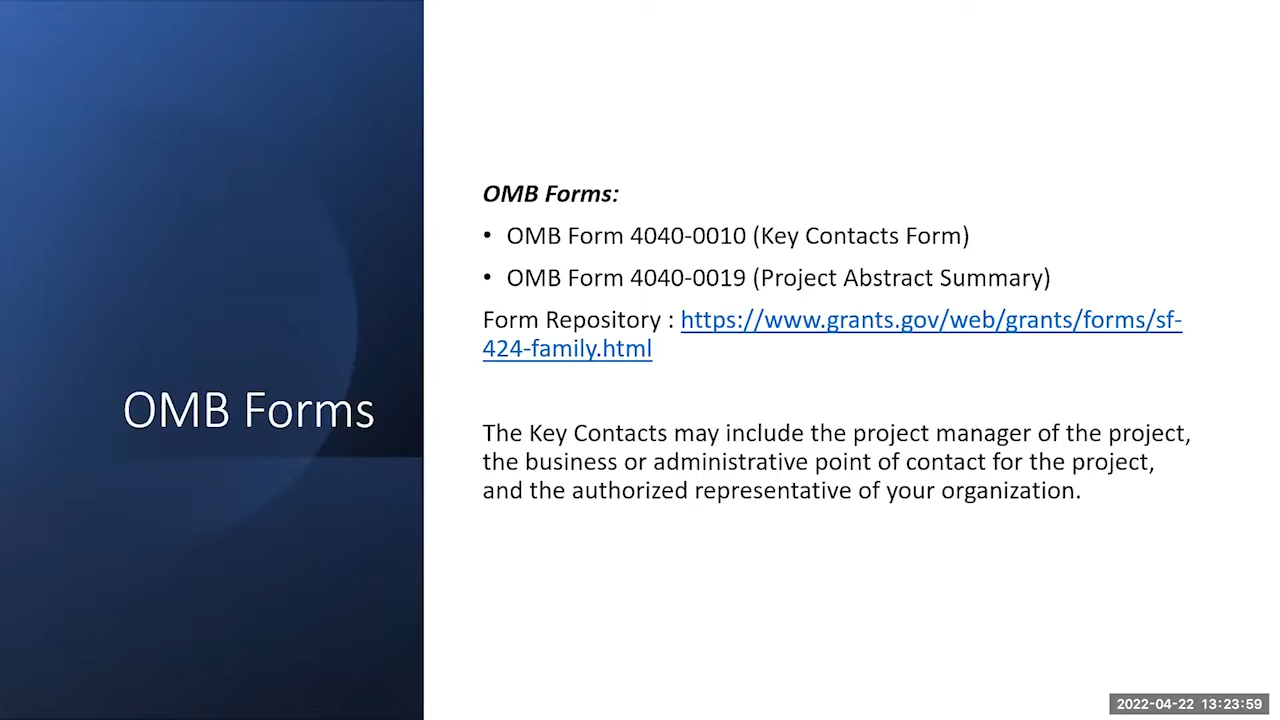 OMB Forms
OMB Forms:
• OMB Form 4040-0010 (Key Contacts Form)
• OMB Form 4040-0019 (Project Abstract Summary)
Form Repository : https://www.grants.gov/web/grants/forms/sf-
424-family.html
The Key Contacts may include the project manager of the project,
the business or administrative point of contact for the project,
and the authorized representative of your organization.
2022-04-22 13:23:59